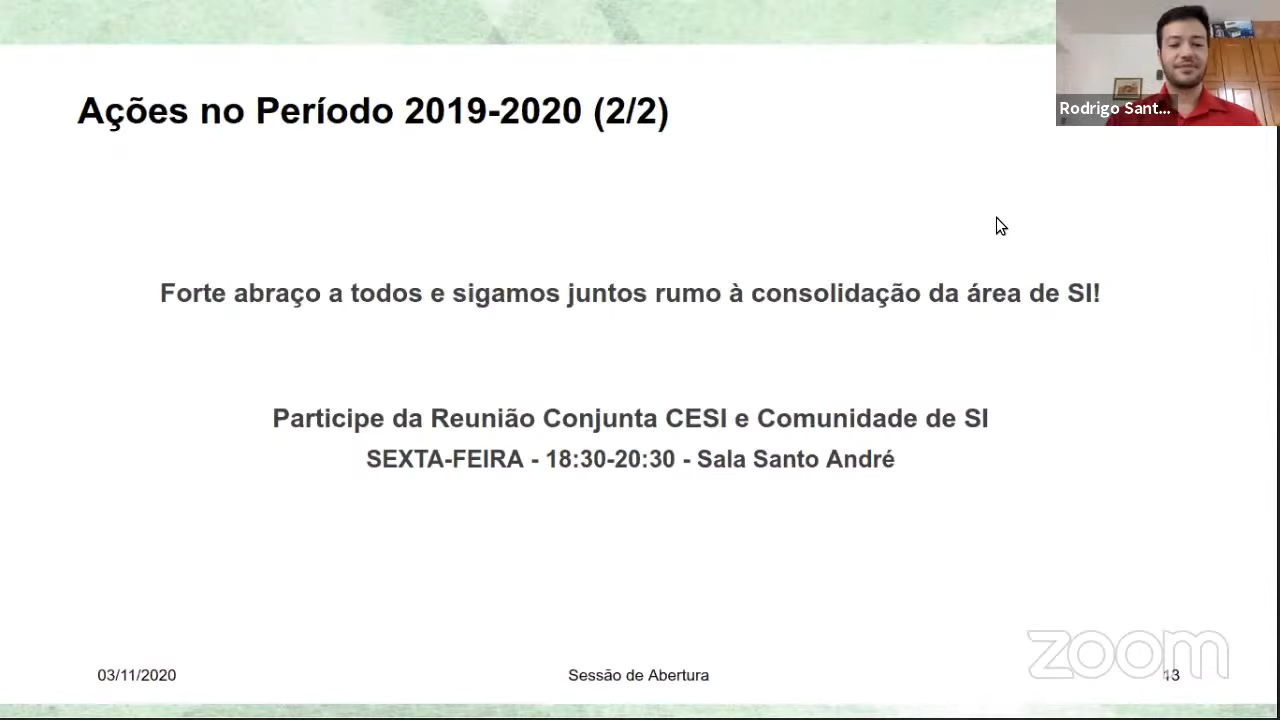 Rodrigo Sant...
Ações no Período 2019-2020 (2/2)
Forte abraço a todos e sigamos juntos rumo à consolidação da área de SI!
Participe da Reunião Conjunta CESI e Comunidade de SI
SEXTA-FEIRA - 18:30-20:30 - Sala Santo André
zoom
03/11/2020
Sessão de Abertura
13